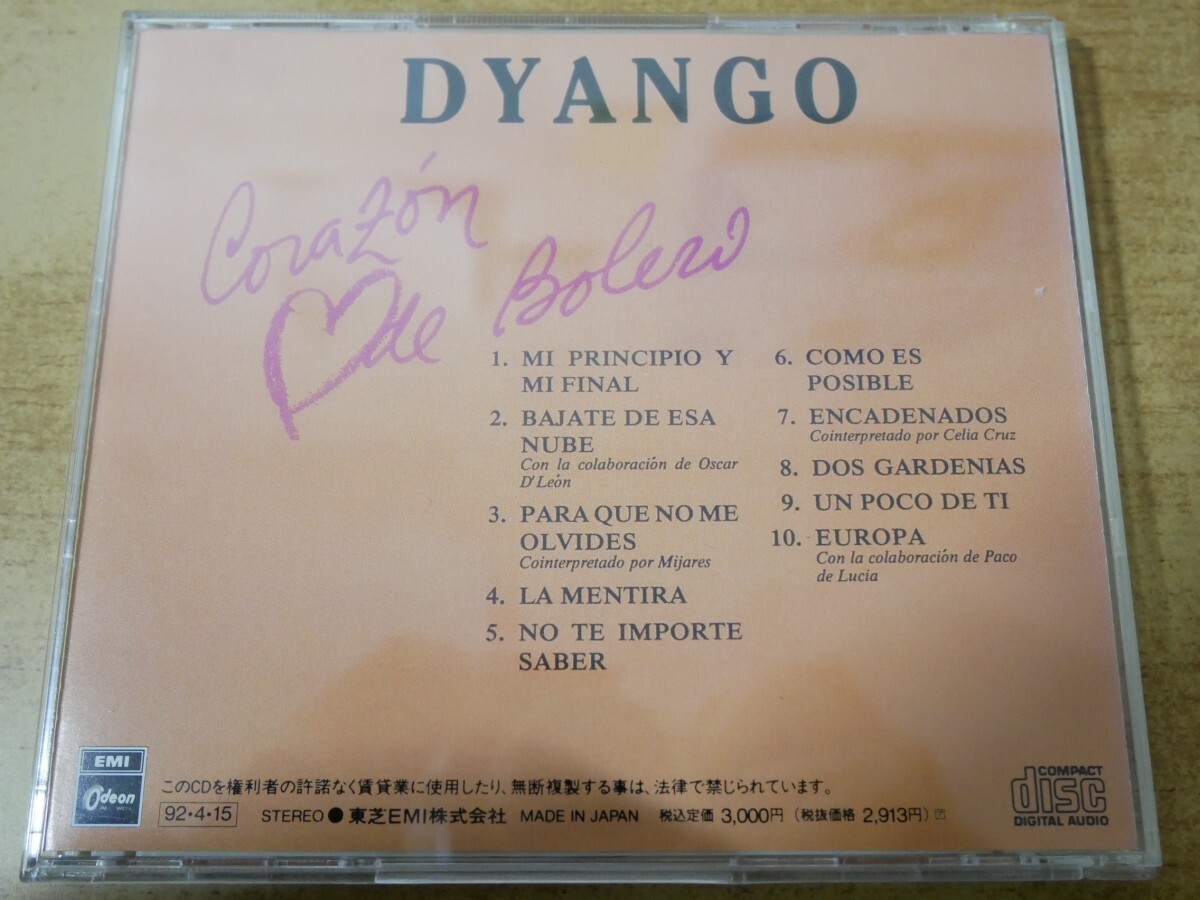 DYANGO
Corazón
de Bolero
1. MI PRINCIPIO Y
MI FINAL
2. BAJATE DE ESA
NUBE
Con la colaboración de Oscar
D'León
3. PARA QUE NO ME
OLVIDES
Cointerpretado por Mijares
4. LA MENTIRA
5. NO TE IMPORTE
SABER
6. COMO ES
POSIBLE
7. ENCADENADOS
Cointerpretado por Celia Cruz
8. DOS GARDENIAS
9. UN POCO DE TI
10. EUROPA
Con la colaboración de Paco
de Lucia
EMI
Odeon
このCDを権利者の許諾なく賃貸業に使用したり、無断複製する事は、法律で禁じられています。
92・4・15 STEREO ● 東芝EMI株式会社 MADE IN JAPAN 税込定価 3,000円 (税抜価格 2,913円)
COMPACT
disc
DIGITAL AUDIO